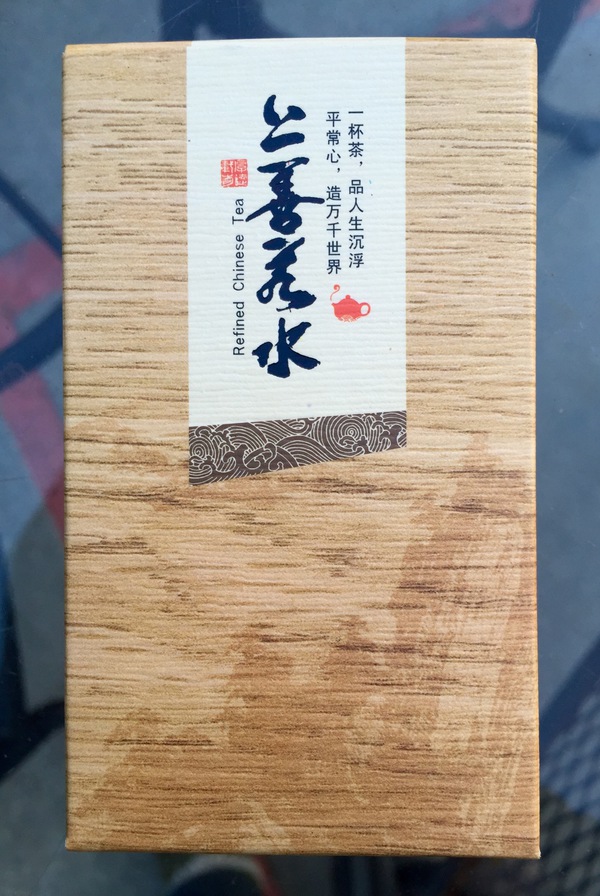 一杯茶，品人生沉浮
平常心，造万千世界
上善若水
Refined Chinese Tea